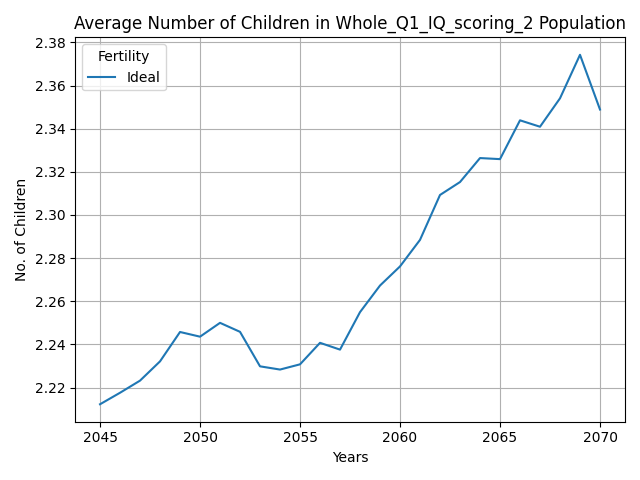 Average Number of Children in Whole_Q1_IQ_scoring_2 Population
Fertility
Ideal
No. of Children
2.38
2.36
2.34
2.32
2.30
2.28
2.26
2.24
2.22
2045 2050 2055 2060 2065 2070
Years